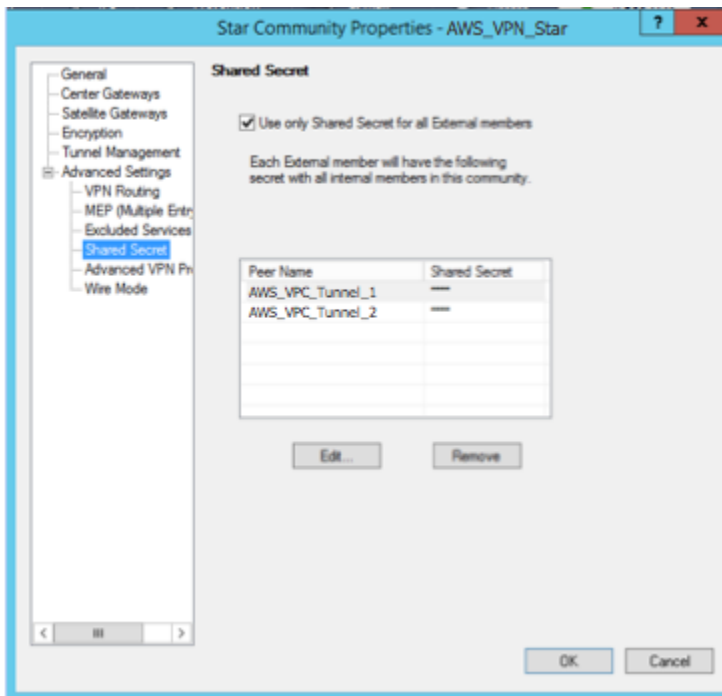 Star Community Properties - AWS_VPN_Star
?
x
General
Center Gateways
Satellite Gateways
Encryption
Tunnel Management
Advanced Settings
VPN Routing
MEP (Multiple Entry
Excluded Services
Shared Secret
Advanced VPN Pr
Wire Mode
Shared Secret
Use only Shared Secret for all External members
Each External member will have the following
secret with all internal members in this community.
Peer Name Shared Secret
AWS_VPC_Tunnel_1 ****
AWS_VPC_Tunnel_2 ****
Edit... Remove
OK Cancel